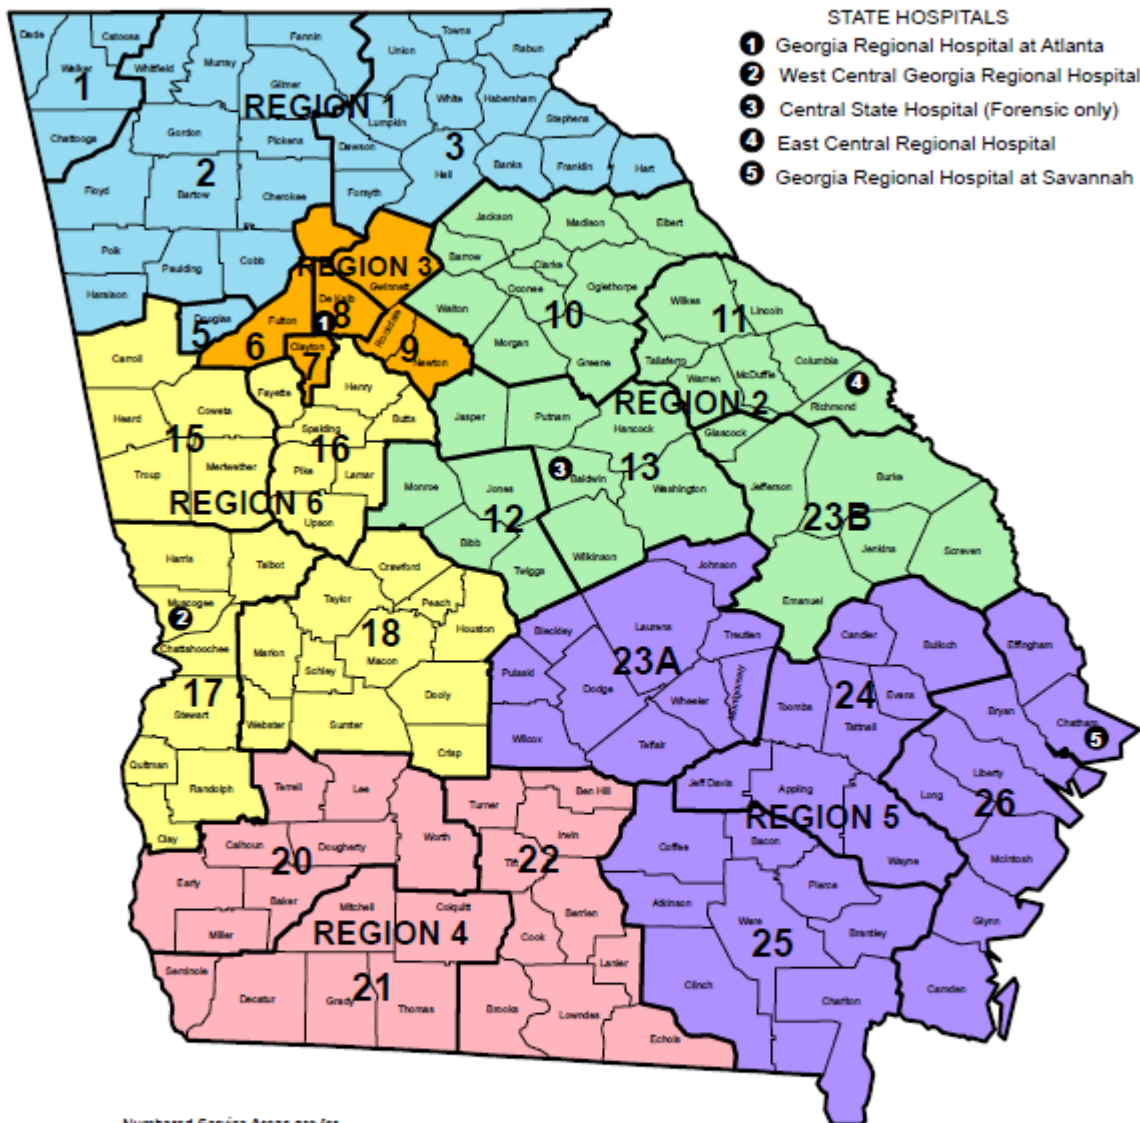 STATE HOSPITALS
1 Georgia Regional Hospital at Atlanta
2 West Central Georgia Regional Hospital
3 Central State Hospital (Forensic only)
4 East Central Regional Hospital
5 Georgia Regional Hospital at Savannah
Dade
Catoosa
Walker
Whitfield
Murray
Fannin
Gilmer
Union
Towns
Rabun
1
REGION 1
Lumpkin
White
Habersham
Stephens
Chattooga
Gordon
Pickens
Dawson
3
2
Hall
Banks
Franklin
Hart
Floyd
Bartow
Cherokee
Forsyth
Polk
Paulding
Cobb
Haralson
Jackson
Madison
Elbert
REGION 3
Gwinnett
Barrow
Clarke
Oconee
Oglethorpe
De Kalb
8
1
Douglas
5
Fulton
6
Clayton
7
Rockdale
9
Newton
Walton
10
Morgan
Greene
Wilkes
Lincoln
11
Taliaferro
Warren
McDuffie
Columbia
4
Richmond
REGION 2
Carroll
Fayette
Henry
Butts
Heard
Coweta
15
Spalding
16
Jasper
Putnam
Hancock
Glascock
Troup
Meriwether
Pike
Lamar
REGION 6
Upson
Monroe
Jones
12
Bibb
Twiggs
3
Baldwin
13
Washington
Wilkinson
Jefferson
Burke
23B
Jenkins
Screven
Emanuel
Harris
Talbot
Muscogee
2
Chattahoochee
Crawford
Taylor
Peach
Houston
18
Marion
Schley
Macon
Dooly
17
Stewart
Webster
Sumter
Crisp
Quitman
Randolph
Clay
Johnson
Bleckley
Laurens
Treutlen
Pulaski
23A
Dodge
Wheeler
Montgomery
Wilcox
Telfair
Candler
Bulloch
Effingham
24
Evans
Toombs
Tattnall
Bryan
Chatham
5
Liberty
Long
26
McIntosh
Jeff Davis
Appling
REGION 5
Bacon
Wayne
Coffee
Pierce
Atkinson
Ware
25
Brantley
Glynn
Clinch
Charlton
Camden
Terrell
Lee
Turner
Ben Hill
Worth
Irwin
Calhoun
Dougherty
20
Tift
22
Early
Baker
Mitchell
Colquitt
Berrien
Miller
REGION 4
Cook
Lanier
Seminole
Decatur
Grady
21
Thomas
Brooks
Lowndes
Echols
Numbered Service Areas are for